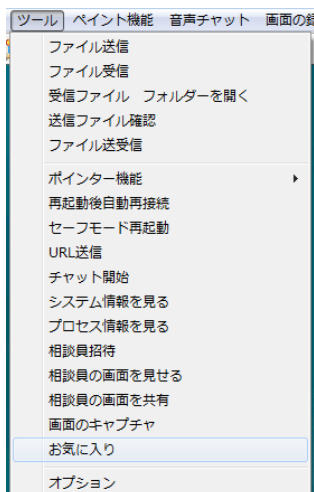 ツール ペイント機能 音声チャット 画面の
ファイル送信
ファイル受信
受信ファイル フォルダーを開く
送信ファイル確認
ファイル送受信
ポインター機能
再起動後自動再接続
セーフモード再起動
URL送信
チャット開始
システム情報を見る
プロセス情報を見る
相談員招待
相談員の画面を見せる
相談員の画面を共有
画面のキャプチャ
お気に入り
オプション